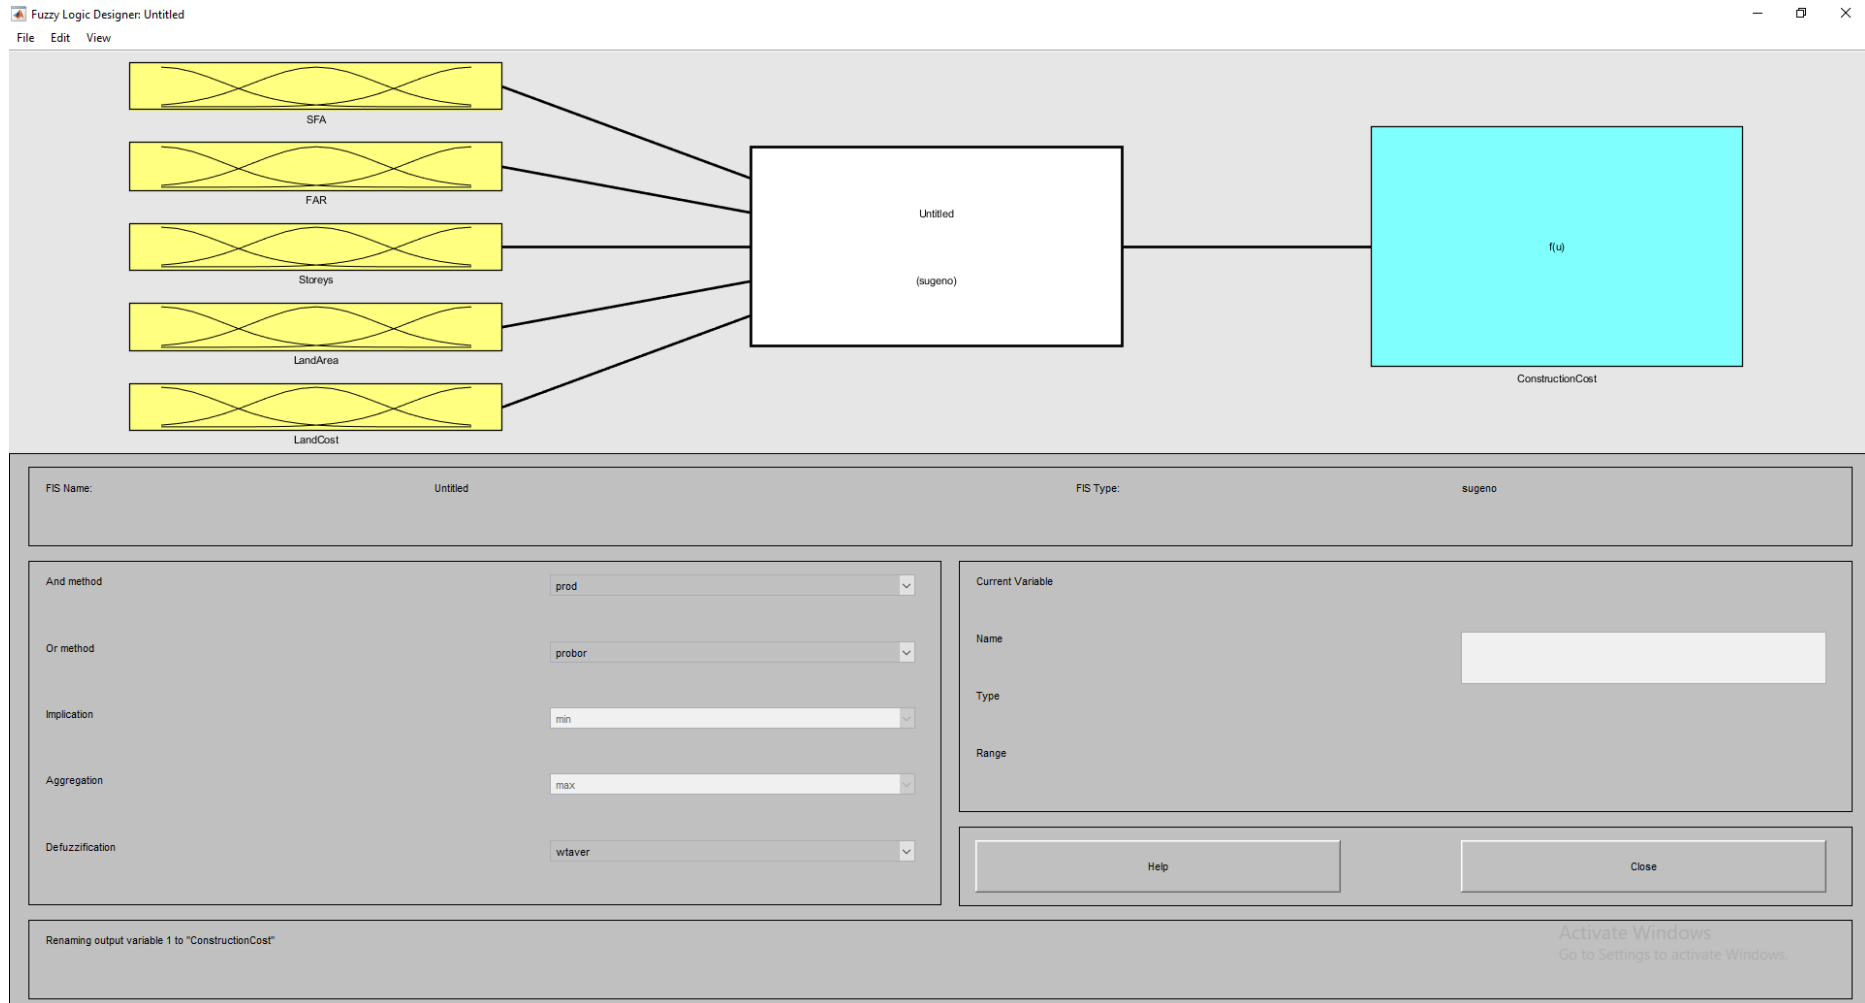 Fuzzy Logic Designer: Untitled
File Edit View
SFA
FAR
Storeys
LandArea
LandCost
Untitled
(sugeno)
f(u)
ConstructionCost
FIS Name: Untitled FIS Type: sugeno
And method prod
Or method probor
Implication min
Aggregation max
Defuzzification wtaver
Current Variable
Name
Type
Range
Help Close
Renaming output variable 1 to "ConstructionCost"
Activate Windows
Go to Settings to activate Windows.